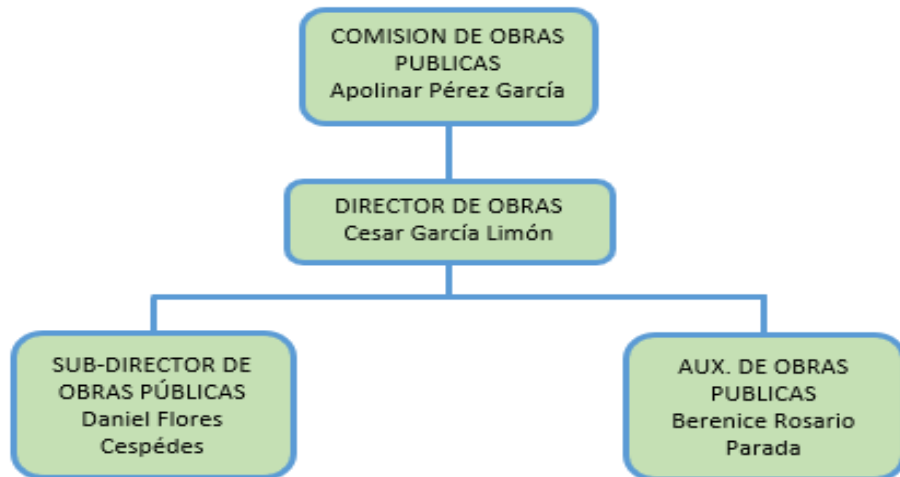 COMISION DE OBRAS
PUBLICAS
Apolinar Pérez García
DIRECTOR DE OBRAS
Cesar García Limón
SUB-DIRECTOR DE
OBRAS PÚBLICAS
Daniel Flores
Cespédes
AUX. DE OBRAS
PUBLICAS
Berenice Rosario
Parada